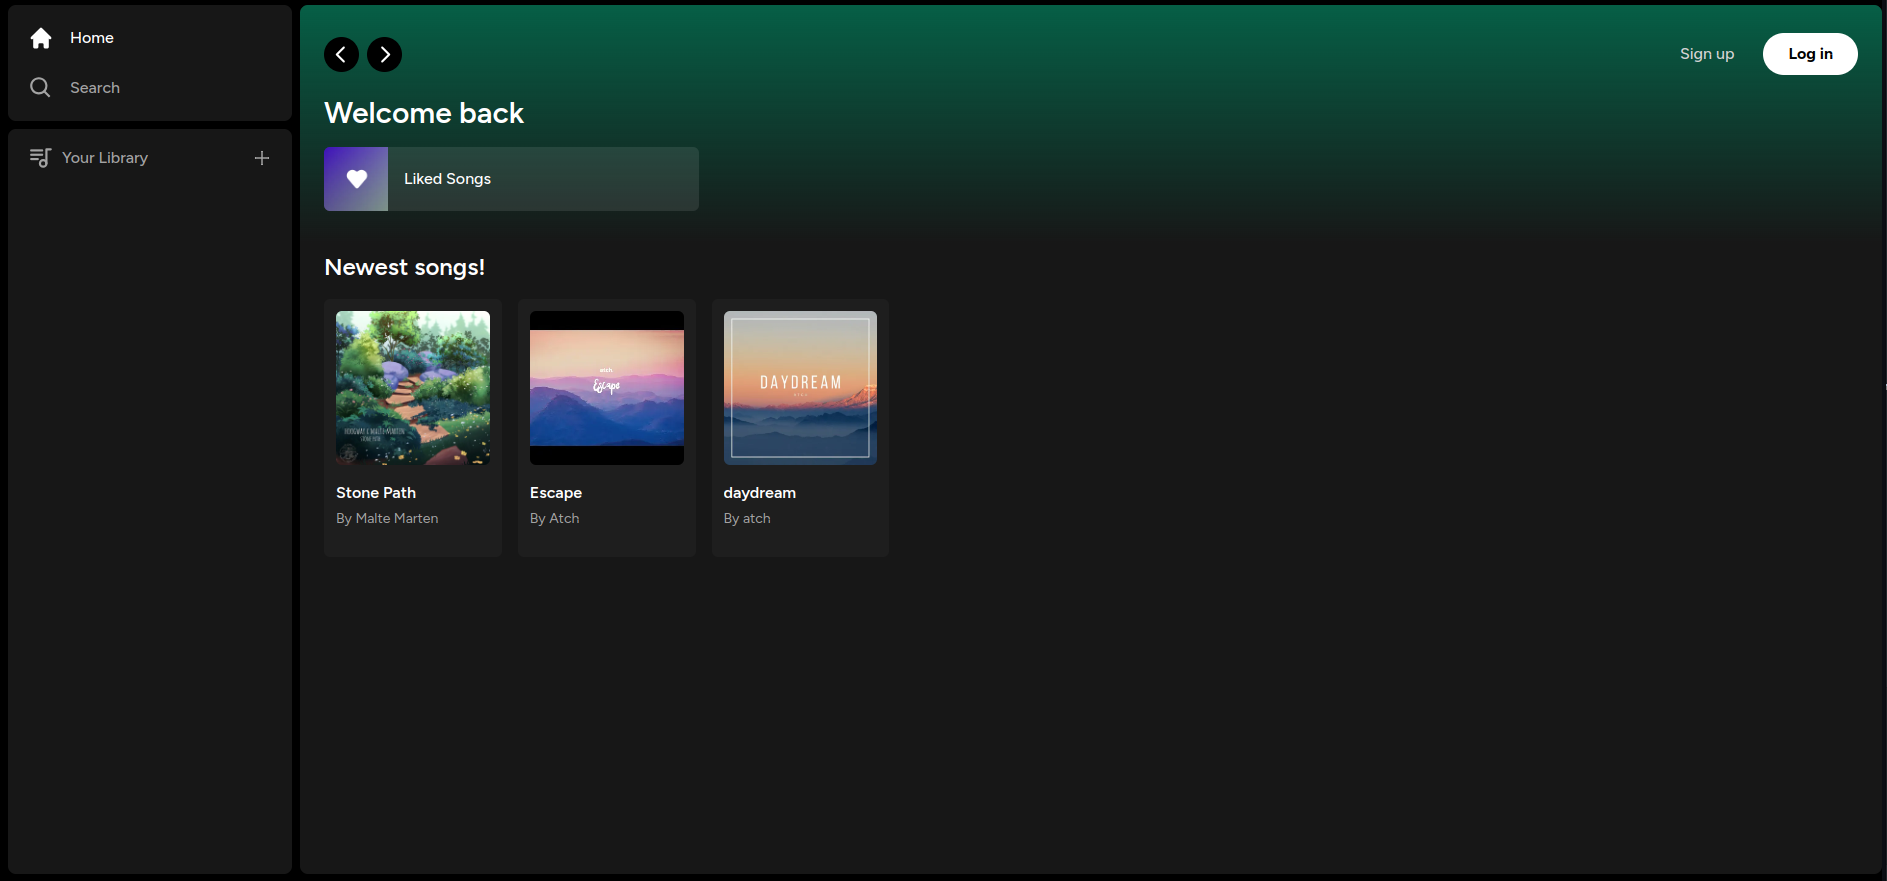 Home
Search
Your Library
Sign up
Log in
Welcome back
Liked Songs
Newest songs!
atch
Escape
DAYDREAM
Stone Path
By Malte Marten
Escape
By Atch
daydream
By atch